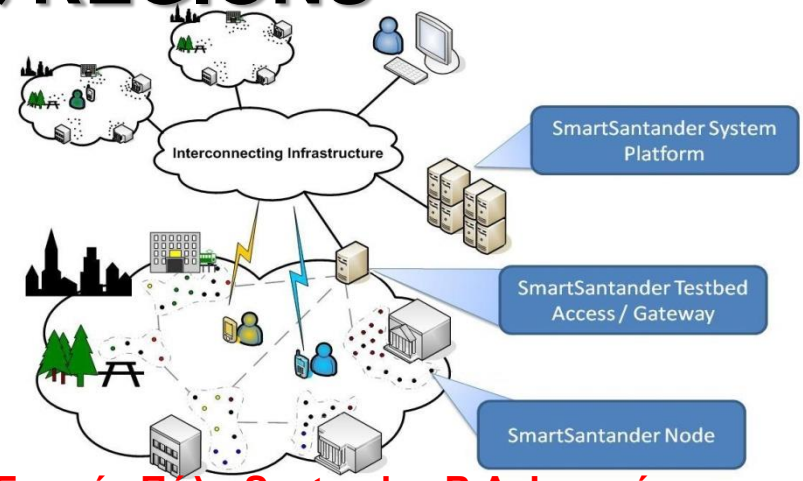 Interconnecting Infrastructure
SmartSantander System
Platform
SmartSantander Testbed
Access / Gateway
SmartSantander Node